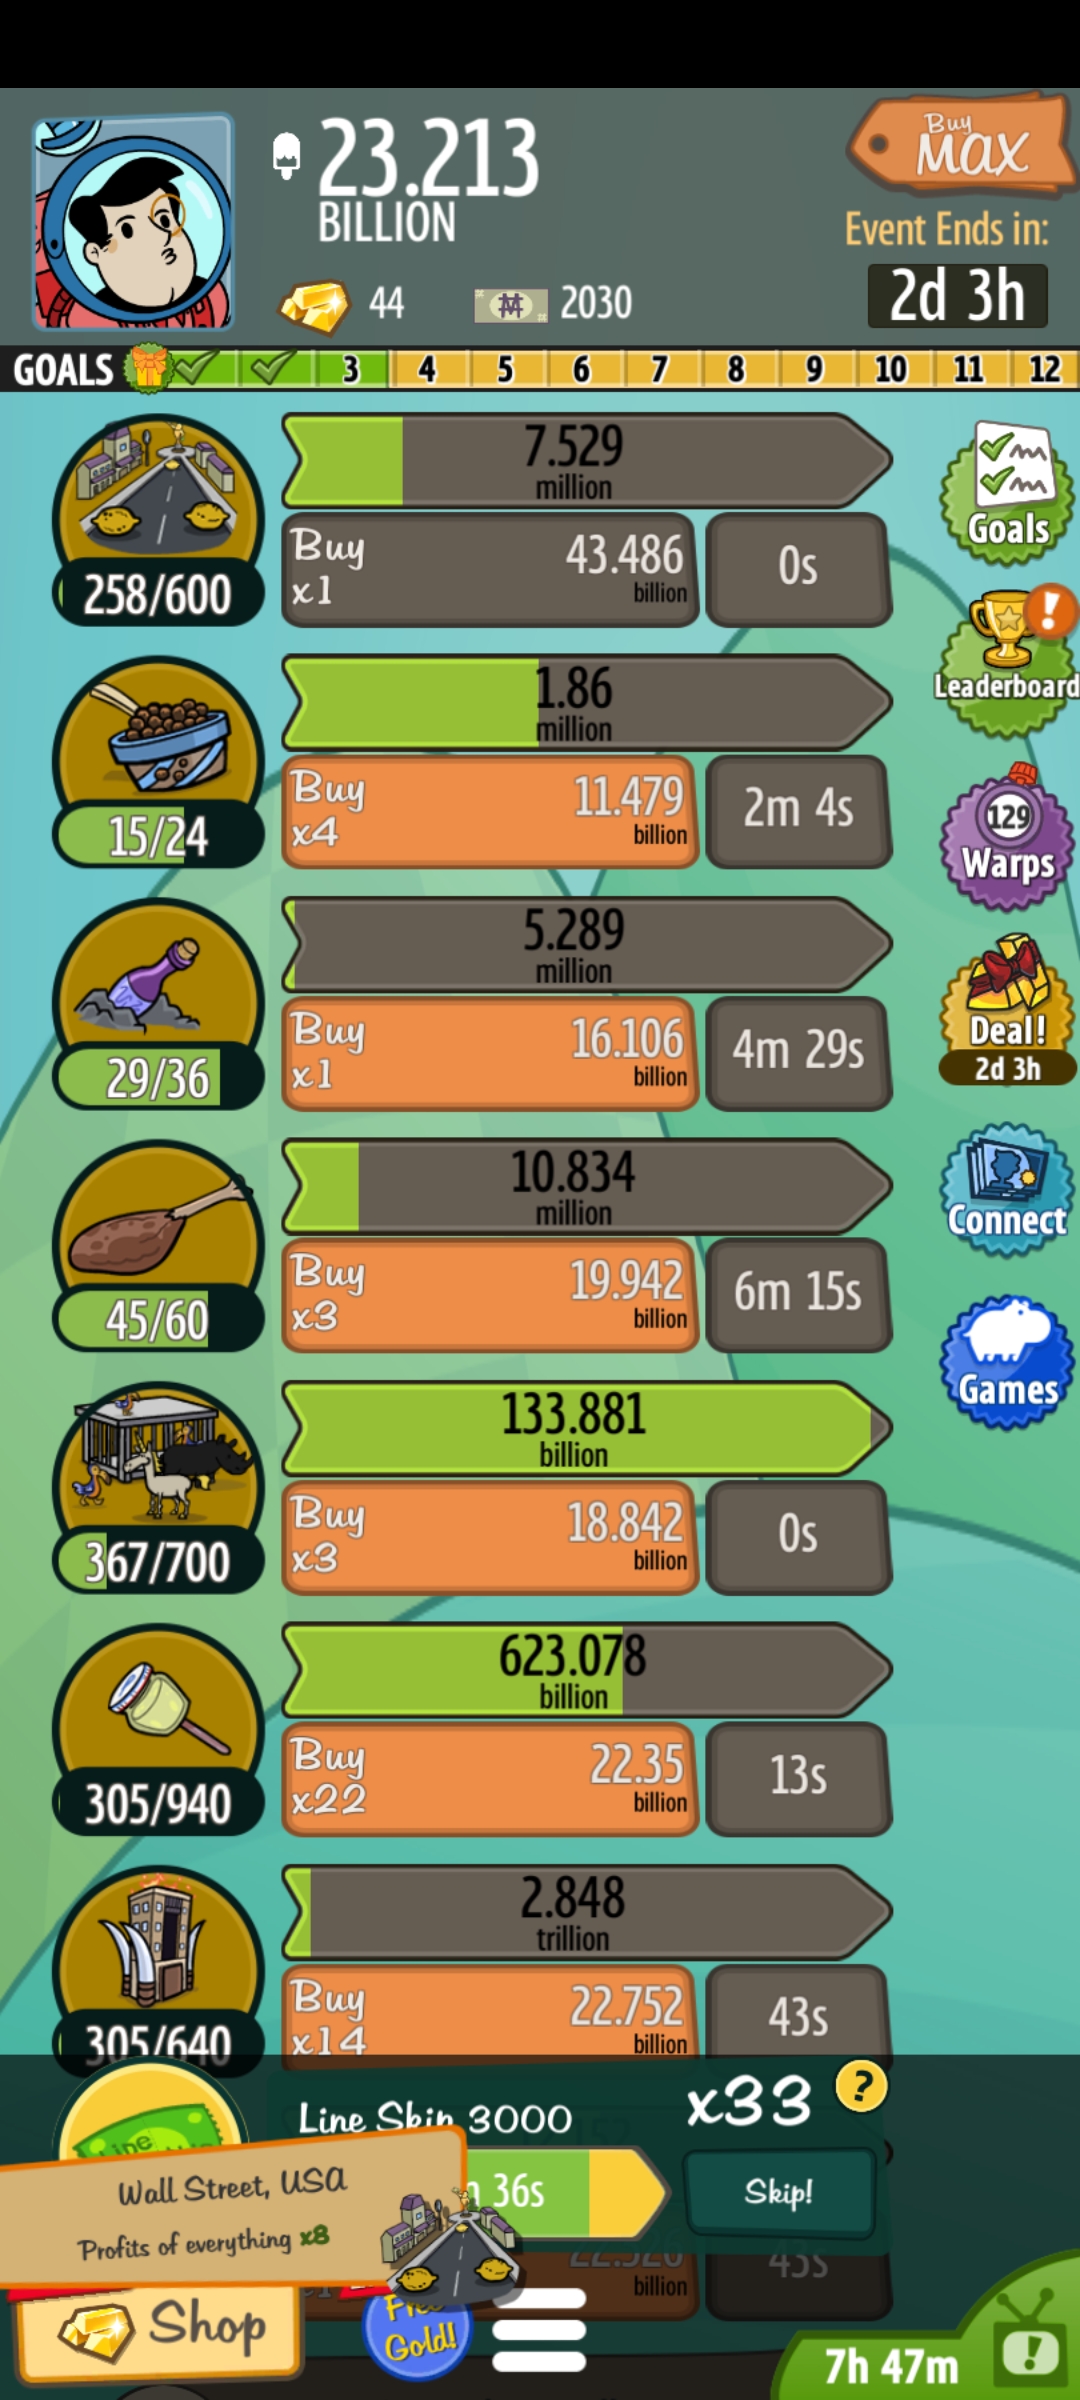 23.213
BILLION
Buy
MAX
Event Ends in:
2d 3h
44
2030
GOALS 3 4 5 6 7 8 9 10 11 12
7.529
million
Buy
x1
43.486
billion
0s
258/600
Goals
1.86
million
Buy
x4
11.479
billion
2m 4s
15/24
!
Leaderboard
129
Warps
5.289
million
Buy
x1
16.106
billion
4m 29s
29/36
Deal!
2d 3h
10.834
million
Buy
x3
19.942
billion
6m 15s
45/60
Connect
133.881
billion
Buy
x3
18.842
billion
0s
367/700
Games
623.078
billion
Buy
x22
22.35
billion
13s
305/940
2.848
trillion
Buy
x14
22.752
billion
43s
305/640
Line Skip 3000
x33
?
36s
Skip!
Wall Street, USA
Profits of everything x8
billion
43s
Shop
Free
Gold!
7h 47m
!